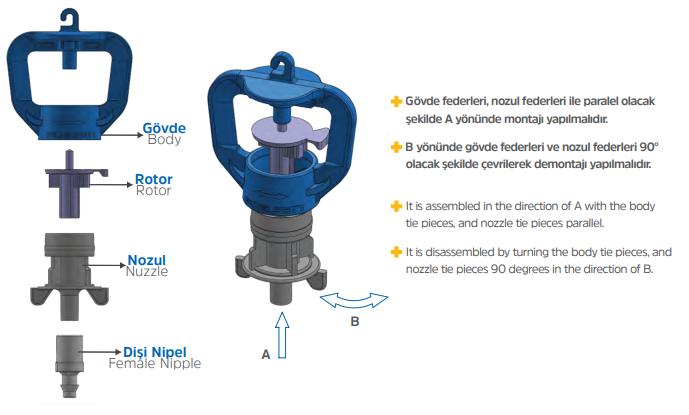 Gövde
Body
Rotor
Rotor
Nozul
Nuzzle
Dişi Nipel
Female Nipple
A
B
Gövde federleri, nozul federleri ile paralel olacak
şekilde A yönünde montajı yapılmalıdır.
B yönünde gövde federleri ve nozul federleri 90°
olacak şekilde çevrilerek demontajı yapılmalıdır.
It is assembled in the direction of A with the body
tie pieces, and nozzle tie pieces parallel.
It is disassembled by turning the body tie pieces, and
nozzle tie pieces 90 degrees in the direction of B.